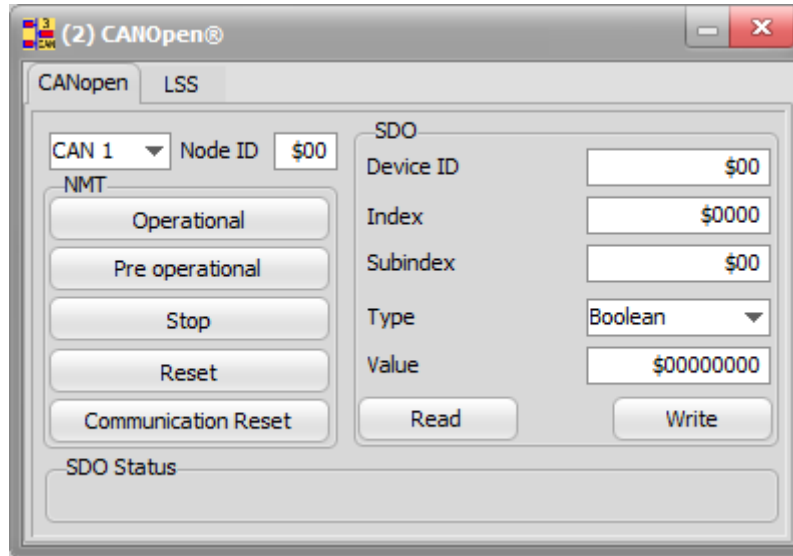 (2) CANOpen®
CANopen LSS
CAN 1 Node ID $00
NMT
Operational
Pre operational
Stop
Reset
Communication Reset
SDO
Device ID $00
Index $0000
Subindex $00
Type Boolean
Value $00000000
Read Write
SDO Status